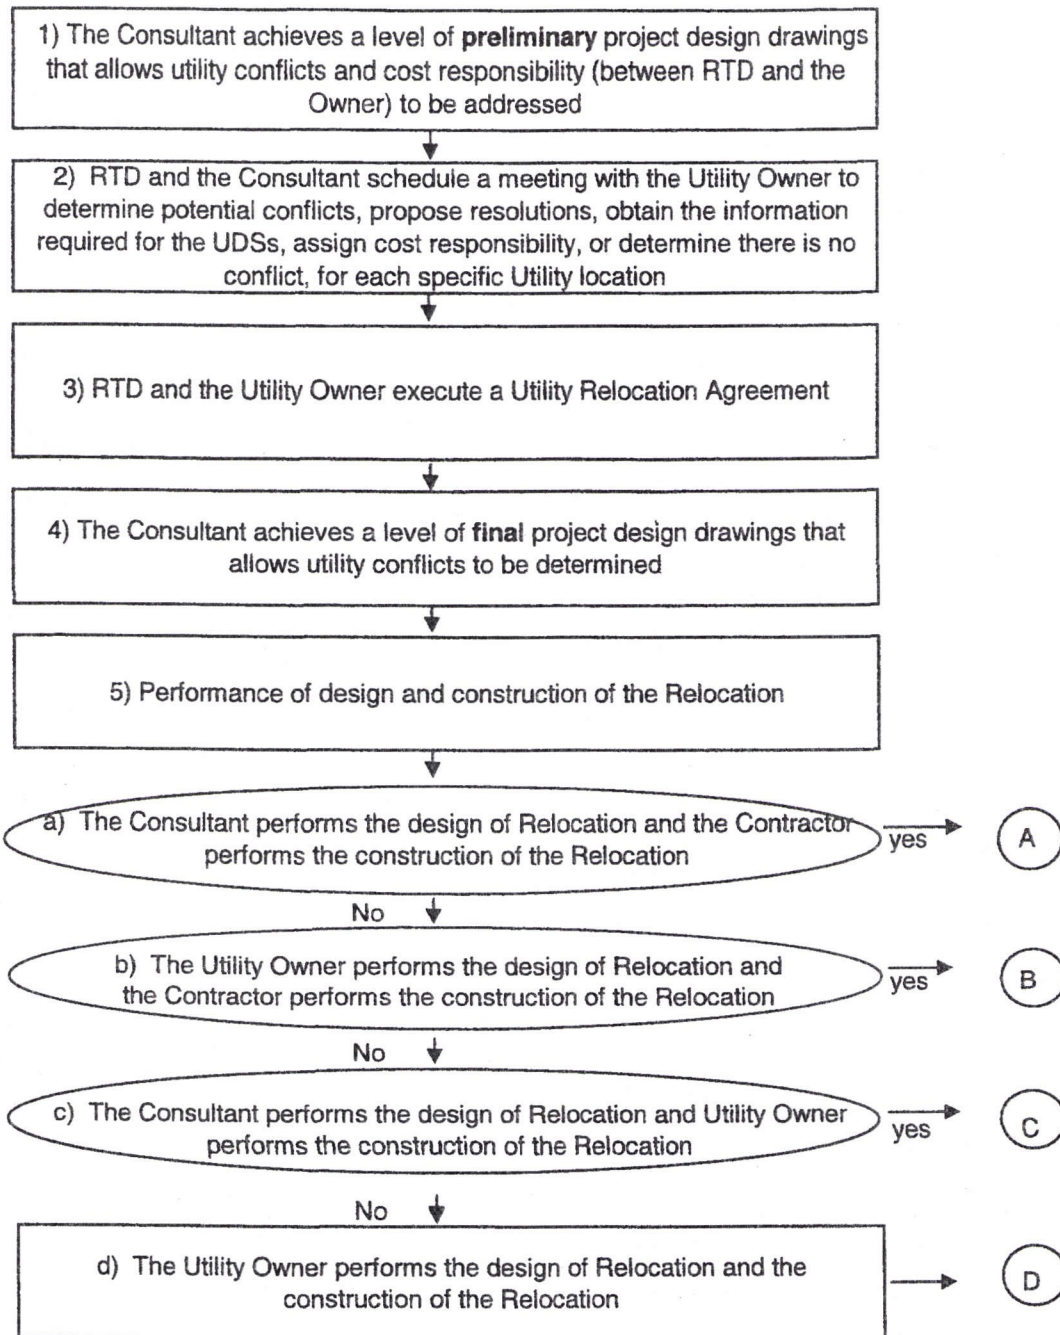 1) The Consultant achieves a level of preliminary project design drawings
that allows utility conflicts and cost responsibility (between RTD and the
Owner) to be addressed
2) RTD and the Consultant schedule a meeting with the Utility Owner to
determine potential conflicts, propose resolutions, obtain the information
required for the UDSs, assign cost responsibility, or determine there is no
conflict, for each specific Utility location
3) RTD and the Utility Owner execute a Utility Relocation Agreement
4) The Consultant achieves a level of final project design drawings that
allows utility conflicts to be determined
5) Performance of design and construction of the Relocation
a) The Consultant performs the design of Relocation and the Contractor
performs the construction of the Relocation
yes
A
No
b) The Utility Owner performs the design of Relocation and
the Contractor performs the construction of the Relocation
yes
B
No
c) The Consultant performs the design of Relocation and Utility Owner
performs the construction of the Relocation
yes
C
No
d) The Utility Owner performs the design of Relocation and the
construction of the Relocation
D